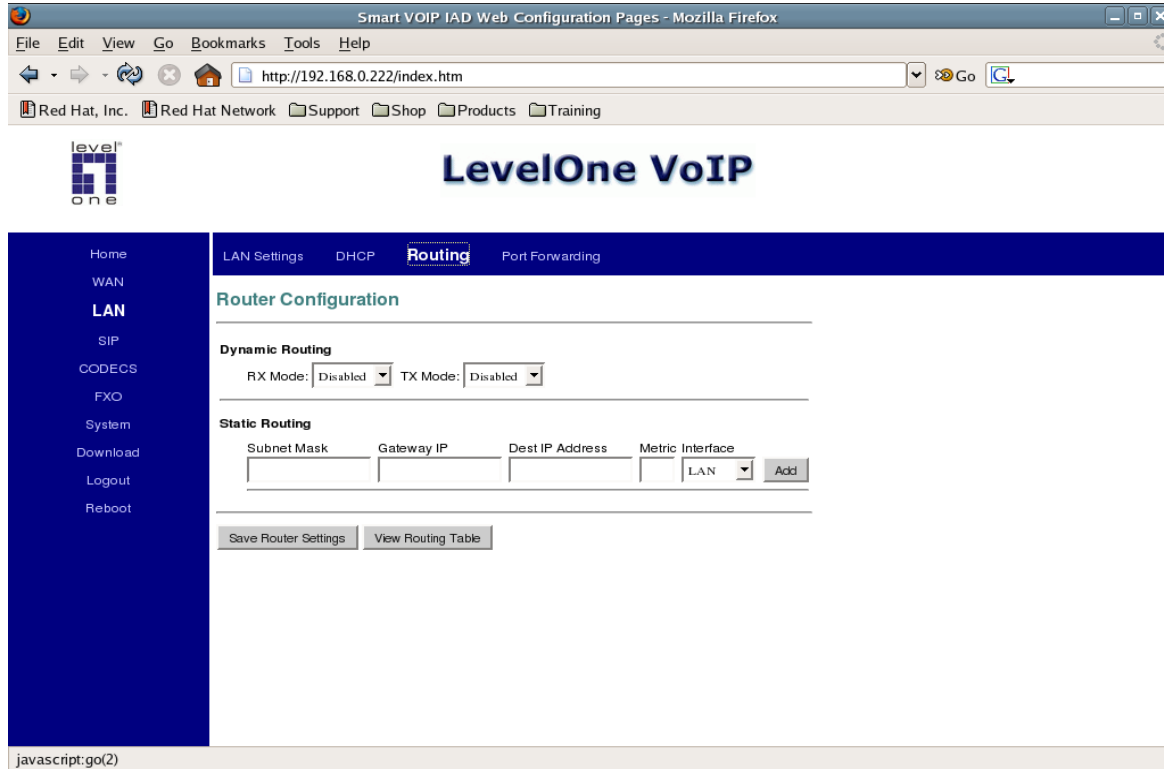 Smart VOIP IAD Web Configuration Pages - Mozilla Firefox
File Edit View Go Bookmarks Tools Help
http://192.168.0.222/index.htm Go G
Red Hat, Inc. Red Hat Network Support Shop Products Training
level one
LevelOne VoIP
Home
WAN
LAN
SIP
CODECS
FXO
System
Download
Logout
Reboot
LAN Settings DHCP Routing Port Forwarding
Router Configuration
Dynamic Routing
RX Mode: Disabled TX Mode: Disabled
Static Routing
Subnet Mask Gateway IP Dest IP Address Metric Interface
LAN Add
Save Router Settings View Routing Table
javascript:go(2)